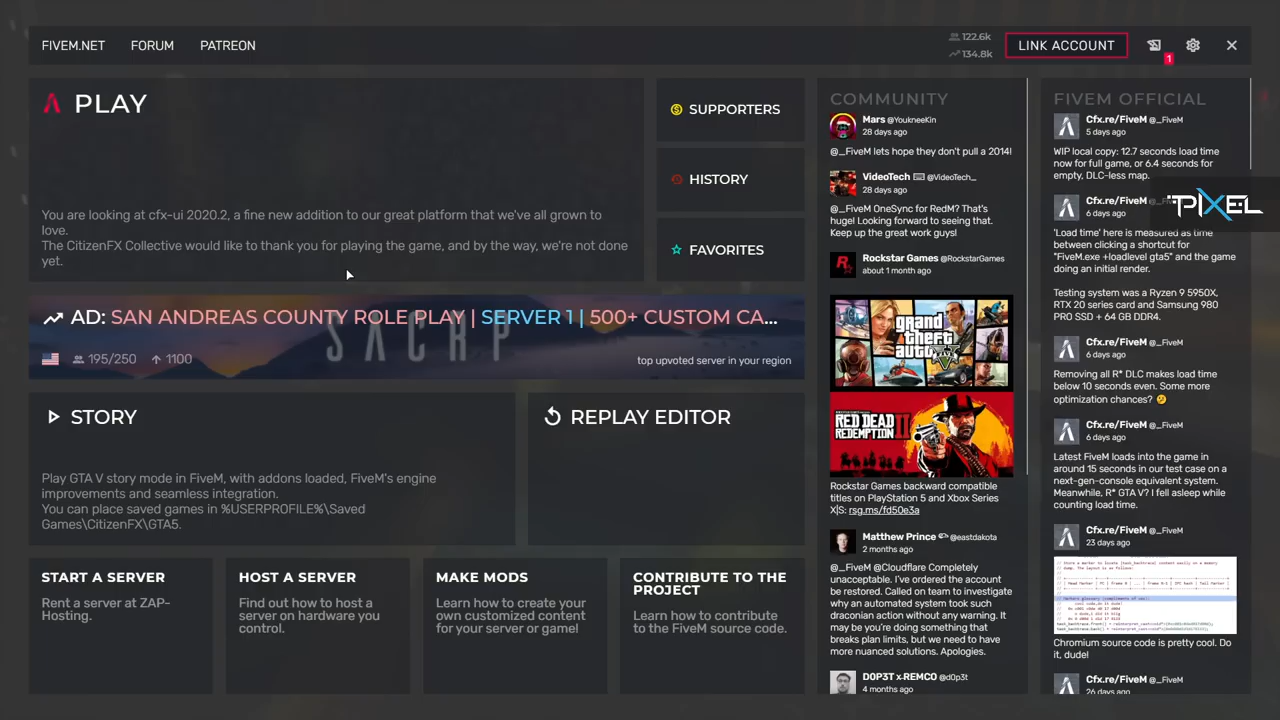 FIVEM.NET
FORUM
PATREON
122.6k
134.8k
LINK ACCOUNT
1
PLAY
You are looking at cfx-ui 2020.2, a fine new addition to our great platform that we've all grown to
love.
The CitizenFX Collective would like to thank you for playing the game, and by the way, we're not done
yet.
SUPPORTERS
HISTORY
FAVORITES
AD: SAN ANDREAS COUNTY ROLE PLAY | SERVER 1 | 500+ CUSTOM CA...
SACRP
195/250
1100
top upvoted server in your region
STORY
Play GTA V story mode in FiveM, with addons loaded, FiveM's engine
improvements and seamless integration.
You can place saved games in %USERPROFILE%\Saved
Games\CitizenFX\GTA5.
REPLAY EDITOR
START A SERVER
Rent a server at ZAP-
Hosting.
HOST A SERVER
Find out how to host a
server on hardware you
control.
MAKE MODS
Learn how to create your
own customized content
for your server or game!
CONTRIBUTE TO THE
PROJECT
Learn how to contribute
to the FiveM source code.
COMMUNITY
Mars @YoukneeKin
28 days ago
@_FiveM lets hope they don't pull a 2014!
VideoTech @VideoTech_
28 days ago
@_FiveM OneSync for RedM? That's
huge! Looking forward to seeing that.
Keep up the great work guys!
Rockstar Games @RockstarGames
about 1 month ago
grand
theft
auto
V
RED DEAD
REDEMPTION
II
Rockstar Games backward compatible
titles on PlayStation 5 and Xbox Series
X|S: rsg.ms/fd50e3a
Matthew Prince @eastdakota
2 months ago
@_FiveM @Cloudflare Completely
unacceptable. I've ordered the account
be restored. Called on team to investigate
why an automated system took such
draconian action without any warning. It
may be you're doing something that
breaks plan limits, but we need to have
more nuanced solutions. Apologies.
D0P3T x REMCO @d0p3t
4 months ago
FIVEM OFFICIAL
Cfx.re/FiveM @_FiveM
5 days ago
WIP local copy: 12.7 seconds load time
now for full game, or 6.4 seconds for
empty, DLC-less map.
PIXEL
Cfx.re/FiveM
6 days ago
'Load time' here is measured as time
between clicking a shortcut for
"FiveM.exe +loadlevel gta5" and the game
doing an initial render.
Testing system was a Ryzen 9 5950X,
RTX 20 series card and Samsung 980
PRO SSD + 64 GB DDR4.
Cfx.re/FiveM @_FiveM
6 days ago
Removing all R* DLC makes load time
below 10 seconds even. Some more
optimization chances? 🤔
Cfx.re/FiveM @_FiveM
6 days ago
Latest FiveM loads into the game in
around 15 seconds in our test case on a
next-gen-console equivalent system.
Meanwhile, R* GTA V? I fell asleep while
counting load time.
Cfx.re/FiveM @_FiveM
23 days ago
Chromium source code is pretty cool. Do
it, dude!
Cfx.re/FiveM @_FiveM
26 days ago